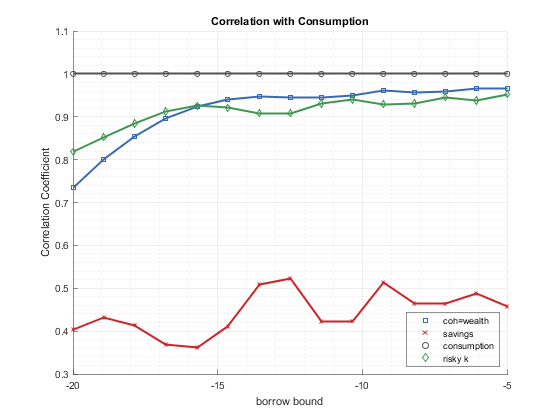 Correlation with Consumption
1.1
1
0.9
0.8
0.7
0.6
0.5
0.4
0.3
Correlation Coefficient
-20
-15
-10
-5
borrow bound
coh=wealth
savings
consumption
risky k